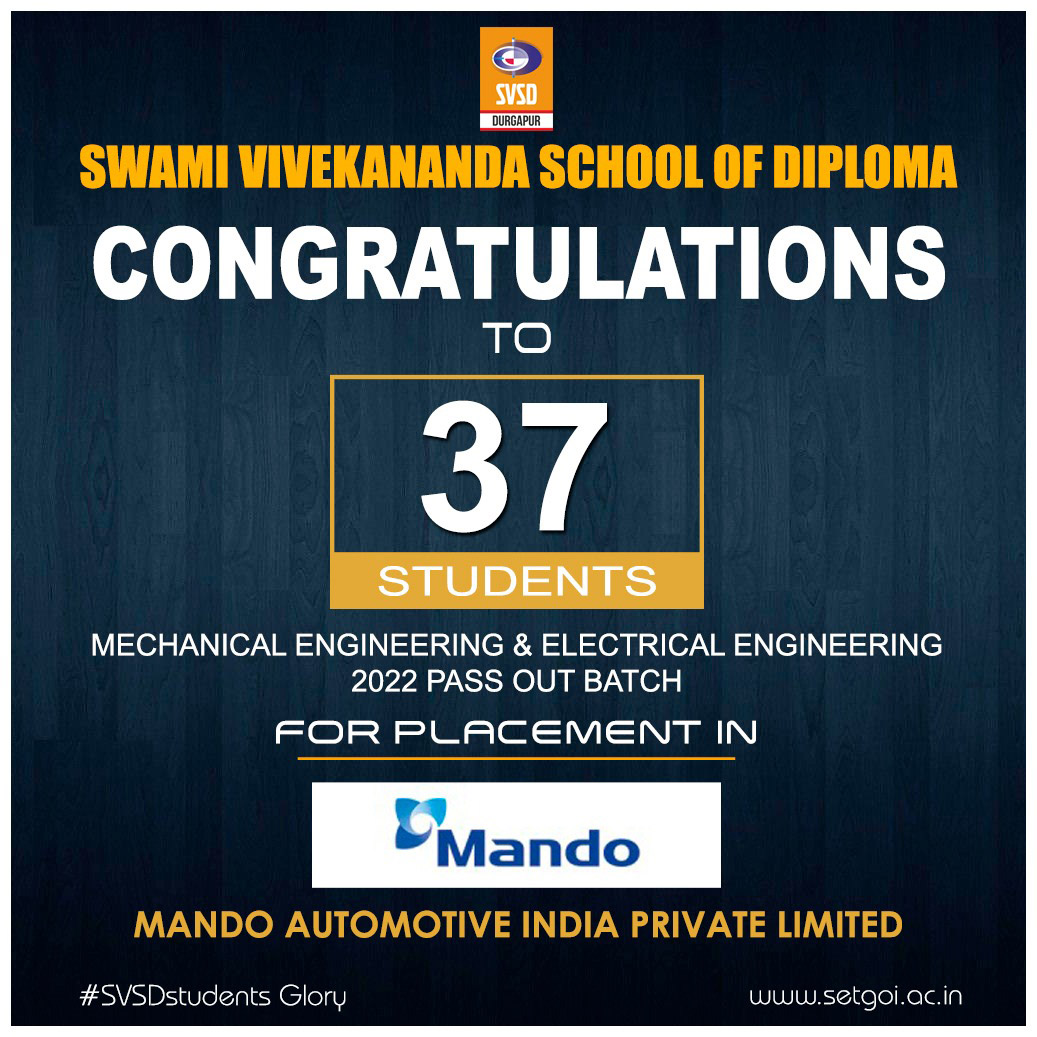 SVSD
DURGAPUR
SWAMI VIVEKANANDA SCHOOL OF DIPLOMA
CONGRATULATIONS
TO
37
STUDENTS
MECHANICAL ENGINEERING & ELECTRICAL ENGINEERING
2022 PASS OUT BATCH
FOR PLACEMENT IN
Mando
MANDO AUTOMOTIVE INDIA PRIVATE LIMITED
#SVSDstudents Glory
www.setgoi.ac.in